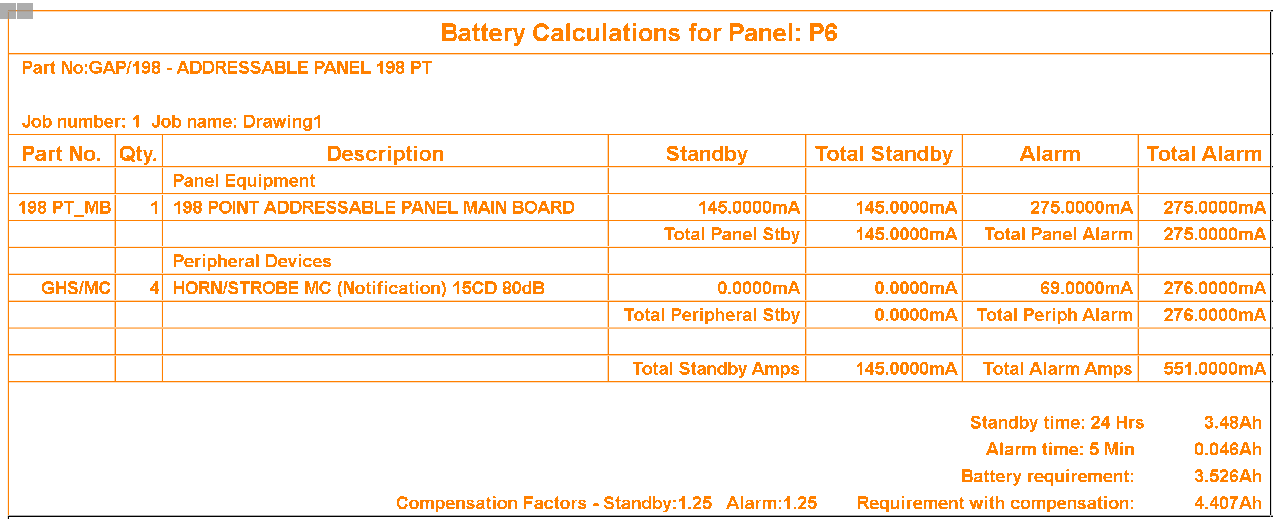 Battery Calculations for Panel: P6
Part No:GAP/198 - ADDRESSABLE PANEL 198 PT
Job number: 1 Job name: Drawing1
Part No. Qty. Description Standby Total Standby Alarm Total Alarm
Panel Equipment
198 PT_MB 1 198 POINT ADDRESSABLE PANEL MAIN BOARD 145.0000mA 145.0000mA 275.0000mA 275.0000mA
Total Panel Stby 145.0000mA Total Panel Alarm 275.0000mA
Peripheral Devices
GHS/MC 4 HORN/STROBE MC (Notification) 15CD 80dB 0.0000mA 0.0000mA 69.0000mA 276.0000mA
Total Peripheral Stby 0.0000mA Total Periph Alarm 276.0000mA
Total Standby Amps 145.0000mA Total Alarm Amps 551.0000mA
Standby time: 24 Hrs 3.48Ah
Alarm time: 5 Min 0.046Ah
Battery requirement: 3.526Ah
Compensation Factors - Standby:1.25 Alarm:1.25 Requirement with compensation: 4.407Ah